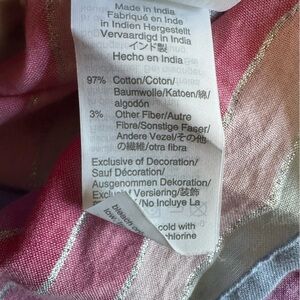 Made in India
Fabriqué en Inde
in Indien Hergestellt
Vervaardigd in India
インド製
Hecho en India
97% Cotton/Coton/
Baumwolle/Katoen/綿/
algodón
3% Other Fiber/Autre
Fibre/Sonstige Faser/
Andere Vezel/その他
の繊維/otra fibra
Exclusive of Decoration/
Sauf Décoration/
Ausgenommen Dekoration/
Versiering/装飾
/No Incluye La
cold with
chlorine
bleach
low